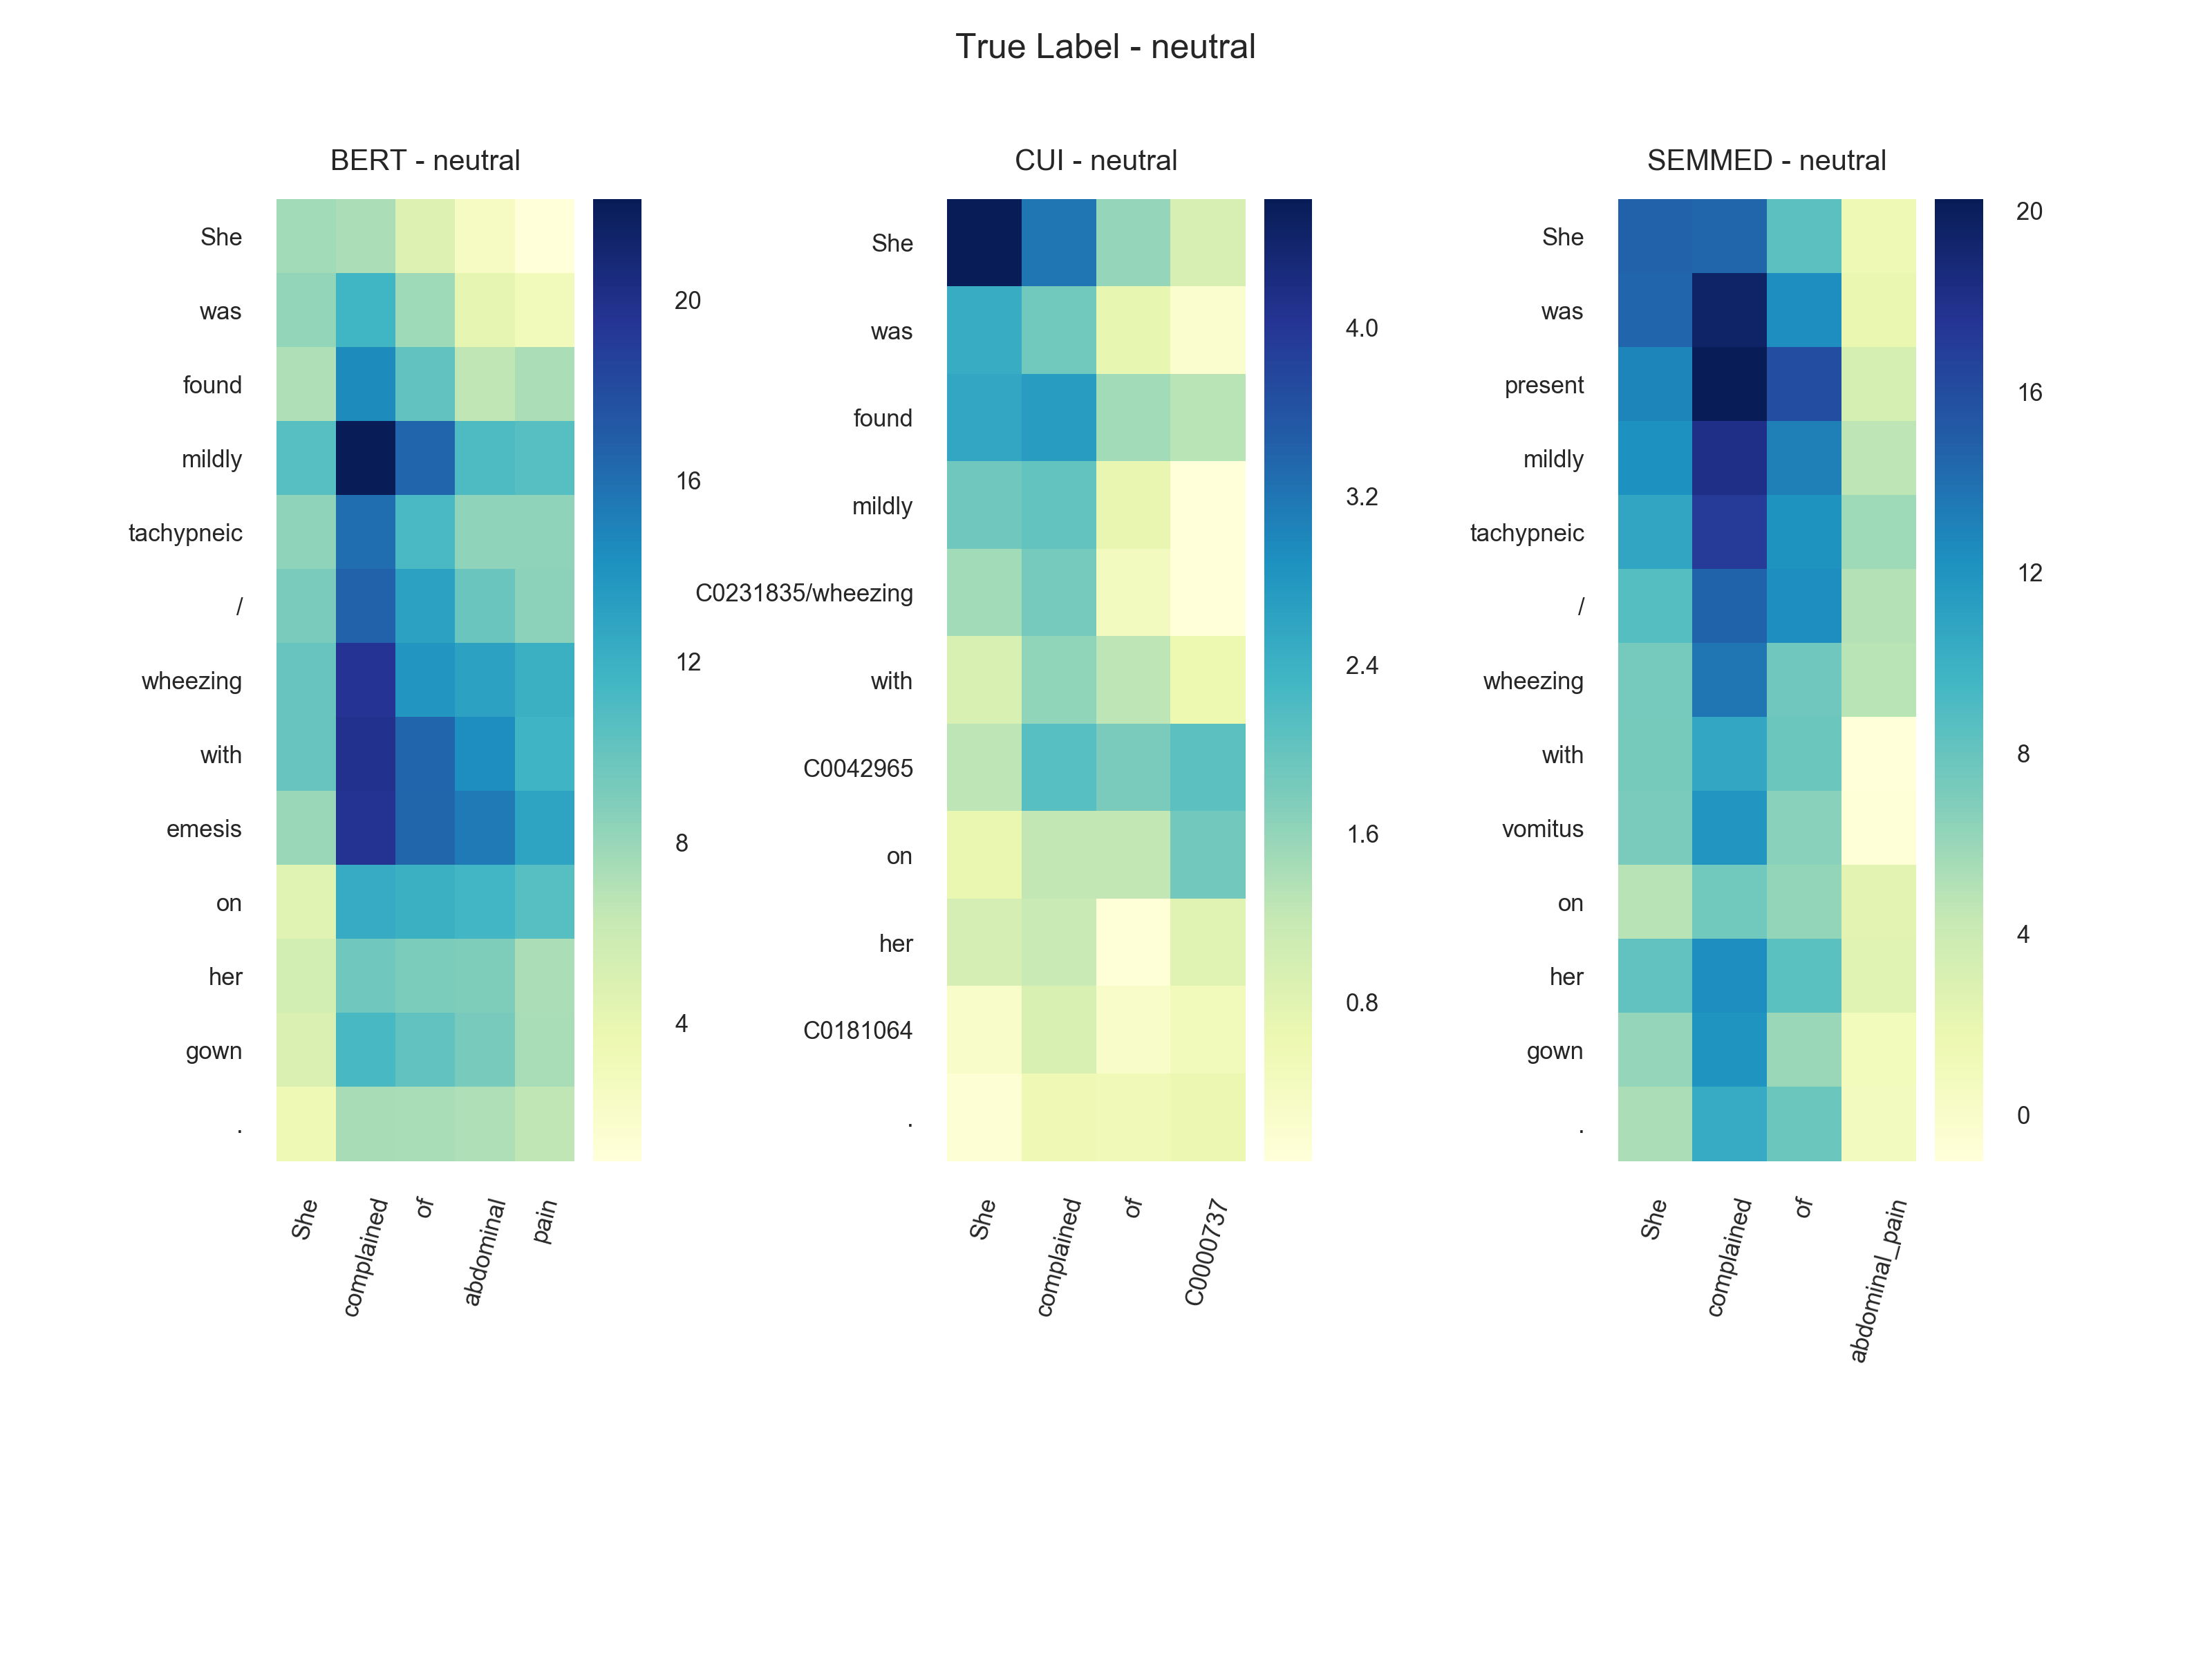 True Label - neutral
BERT - neutral
She
was
found
mildly
tachypneic
/
wheezing
with
emesis
on
her
gown
.
She
complained
of
abdominal
pain
20
16
12
8
4
CUI - neutral
She
was
found
mildly
C0231835/wheezing
with
C0042965
on
her
C0181064
.
She
complained
of
C0000737
4.0
3.2
2.4
1.6
0.8
SEMMED - neutral
She
was
present
mildly
tachypneic
/
wheezing
with
vomitus
on
her
gown
.
She
complained
of
abdominal_pain
20
16
12
8
4
0